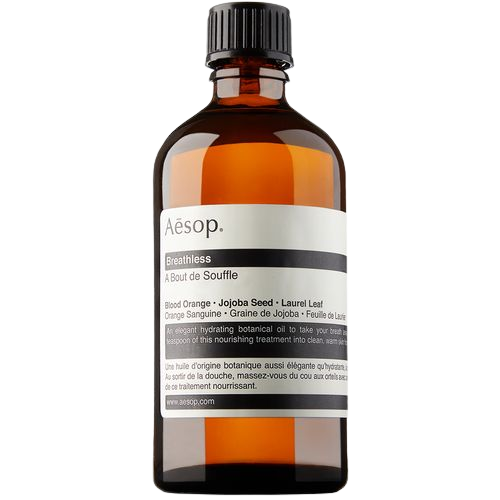 Aēsop.
Breathless
A Bout de Souffle
Blood Orange • Jojoba Seed • Laurel Leaf
Orange Sanguine • Graine de Jojoba • Feuille de Laurier
An elegant hydrating botanical oil to take your breath
teaspoon of this nourishing treatment into clean, warm skin
Une huile d'origine botanique aussi élégante qu'hydratante,
Au sortir de la douche, massez-vous du cou aux orteils avec
de ce traitement nourrissant.
www.aesop.com